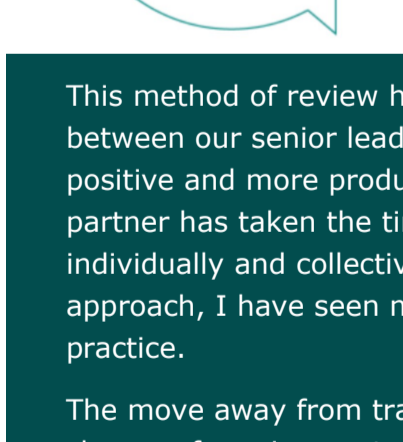 This method of review h
between our senior lead
positive and more produ
partner has taken the ti
individually and collectiv
approach, I have seen
practice.
The move away from tra